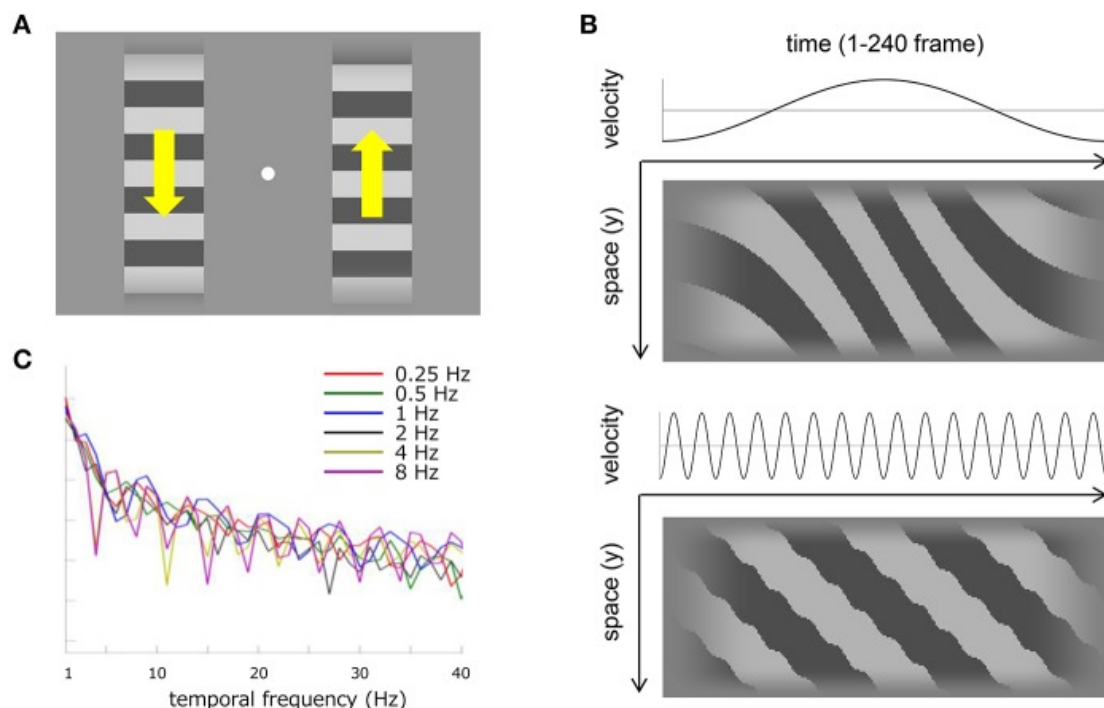 A
B
time (1-240 frame)
velocity
space (y)
C
0.25 Hz
0.5 Hz
1 Hz
2 Hz
4 Hz
8 Hz
1 10 20 30 40
temporal frequency (Hz)
velocity
space (y)